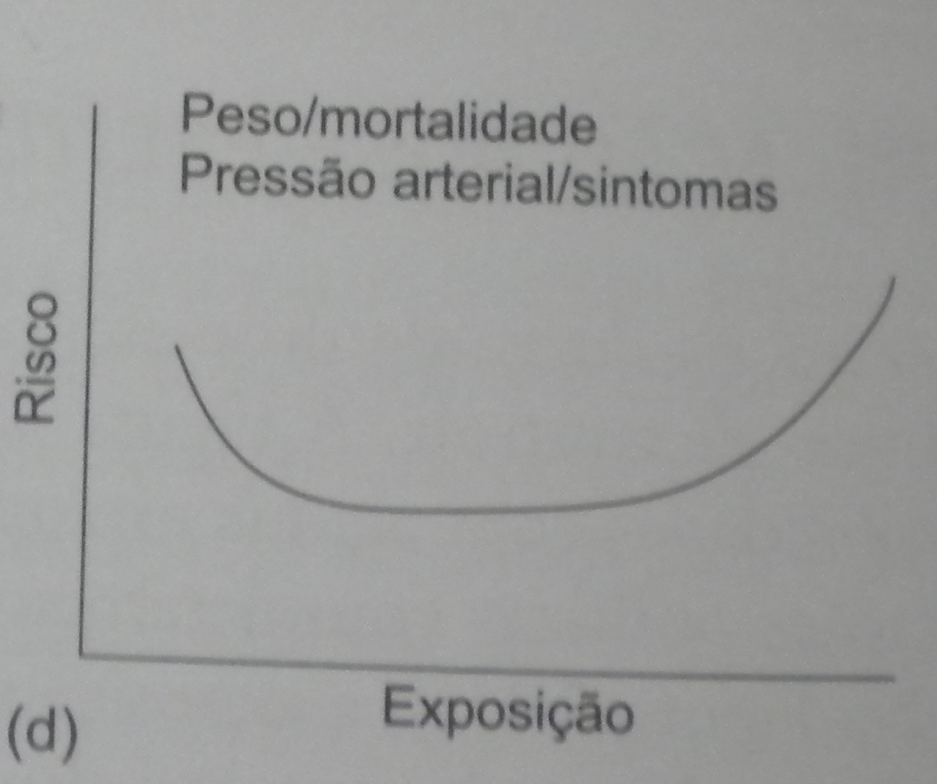 Peso/mortalidade
Pressão arterial/sintomas
Risco
Exposição
(d)